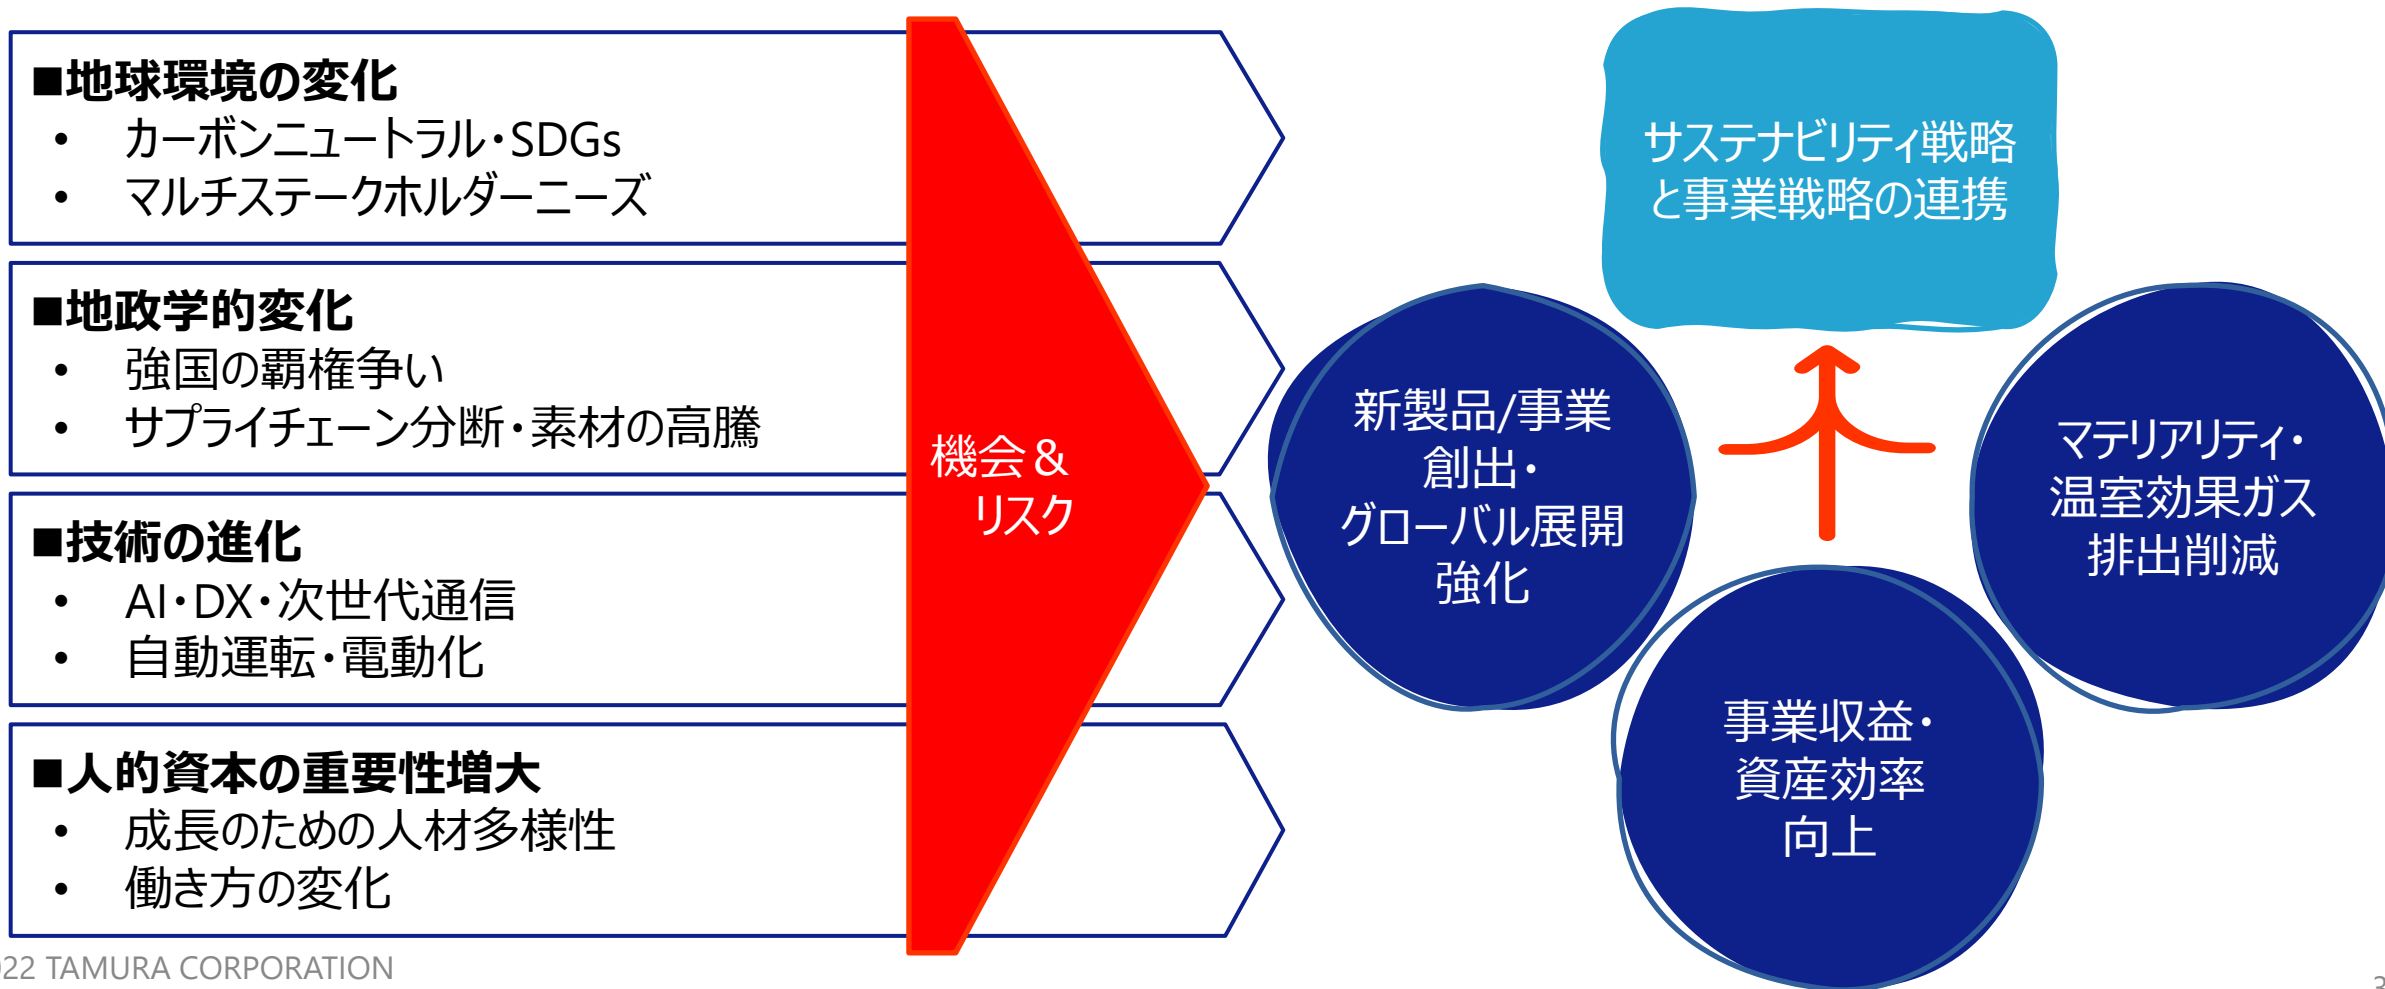 ■地球環境の変化
• カーボンニュートラル・SDGs
• マルチステークホルダーニーズ
■地政学的変化
• 強国の覇権争い
• サプライチェーン分断・素材の高騰
■技術の進化
• AI・DX・次世代通信
• 自動運転・電動化
■人的資本の重要性増大
• 成長のための人材多様性
• 働き方の変化
機会&
リスク
サステナビリティ戦略
と事業戦略の連携
新製品/事業
創出・
グローバル展開
強化
マテリアリティ・
温室効果ガス
排出削減
事業収益・
資産効率
向上
22 TAMURA CORPORATION